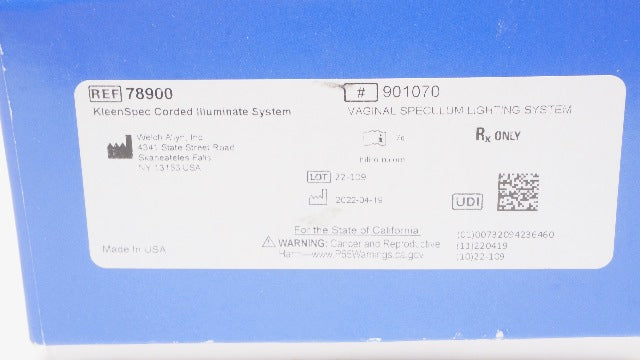 REF 78900
# 901070
KleenSpec Corded Illuminate System
VAGINAL SPECULUM LIGHTING SYSTEM
Welch Allyn, Inc.
4341 State Street Road
Skaneateles Falls
NY 13153 USA
Rx ONLY
LOT 22-109
2022-04-19
UDI
For the State of California
WARNING: Cancer and Reproductive
Harm—www.P65Warnings.ca.gov
(01)00732094236460
(11)220419
(10)22-109
Made in USA